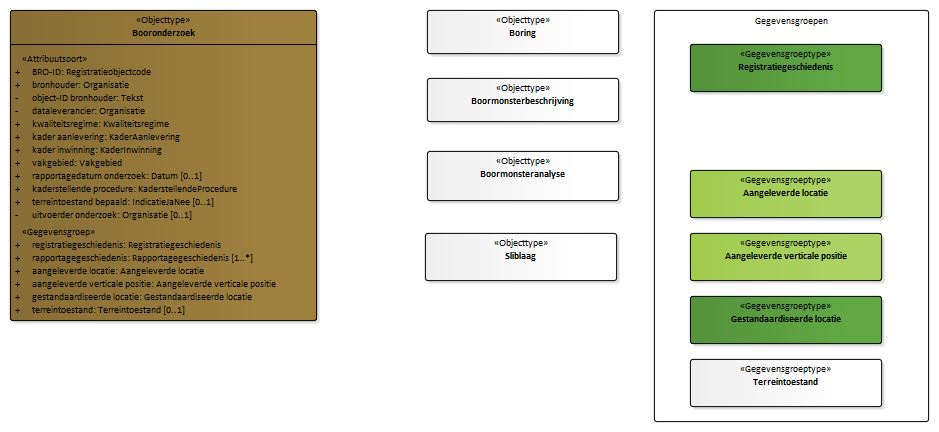 «Objecttype»
Booronderzoek
«Attribuutsoort»
+ BRO-ID: Registratieobjectcode
+ bronhouder: Organisatie
- object-ID bronhouder: Tekst
- dataleverancier: Organisatie
+ kwaliteitsregime: Kwaliteitsregime
+ kader aanlevering: KaderAanlevering
+ kader inwinning: KaderInwinning
+ vakgebied: Vakgebied
+ rapportagedatum onderzoek: Datum [0..1]
+ kaderstellende procedure: KaderstellendeProcedure
+ terreintoestand bepaald: IndicatieJaNee [0..1]
- uitvoerder onderzoek: Organisatie [0..1]
«Gegevensgroep»
+ registratiegeschiedenis: Registratiegeschiedenis
+ rapportagegeschiedenis: Rapportagegeschiedenis [1..*]
+ aangeleverde locatie: Aangeleverde locatie
+ aangeleverde verticale positie: Aangeleverde verticale positie
+ gestandaardiseerde locatie: Gestandaardiseerde locatie
+ terreintoestand: Terreintoestand [0..1]
«Objecttype»
Boring
«Objecttype»
Boormonsterbeschrijving
«Objecttype»
Boormonsteranalyse
«Objecttype»
Sliblaag
Gegevensgroepen
«Gegevensgroeptype»
Registratiegeschiedenis
«Gegevensgroeptype»
Aangeleverde locatie
«Gegevensgroeptype»
Aangeleverde verticale positie
«Gegevensgroeptype»
Gestandaardiseerde locatie
«Gegevensgroeptype»
Terreintoestand